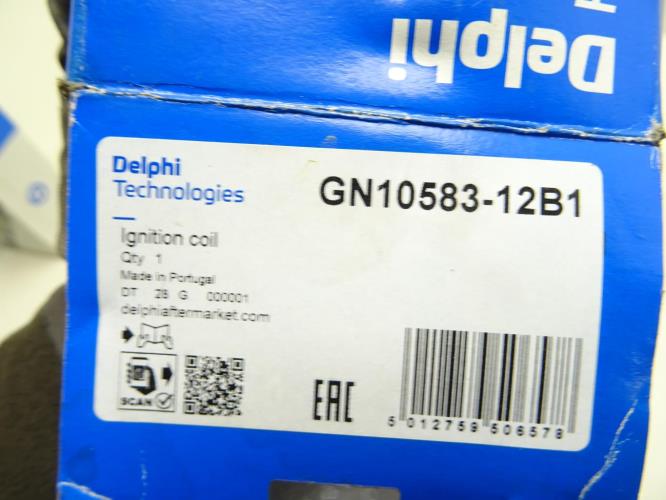 Delphi
Delphi
Technologies
GN10583-12B1
Ignition coil
Qty 1
Made in Portugal
DT 28 G 000001
delphiaftermarket.com
SCAN
EAC
5 012759 506578